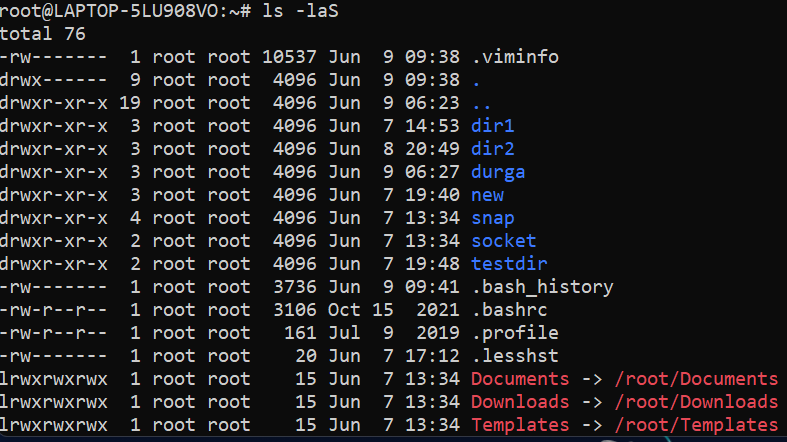 root@LAPTOP-5LU908VO:~# ls -laS
total 76
-rw-------  1 root root 10537 Jun  9 09:38 .viminfo
drwx------  9 root root  4096 Jun  9 09:38 .
drwxr-xr-x 19 root root  4096 Jun  9 06:23 ..
drwxr-xr-x  3 root root  4096 Jun  7 14:53 dir1
drwxr-xr-x  3 root root  4096 Jun  8 20:49 dir2
drwxr-xr-x  3 root root  4096 Jun  9 06:27 durga
drwxr-xr-x  3 root root  4096 Jun  7 19:40 new
drwxr-xr-x  4 root root  4096 Jun  7 13:34 snap
drwxr-xr-x  2 root root  4096 Jun  7 13:34 socket
drwxr-xr-x  2 root root  4096 Jun  7 19:48 testdir
-rw-------  1 root root  3736 Jun  9 09:41 .bash_history
-rw-r--r--  1 root root  3106 Oct 15  2021 .bashrc
-rw-r--r--  1 root root   161 Jul  9  2019 .profile
-rw-------  1 root root    20 Jun  7 17:12 .lesshst
lrwxrwxrwx  1 root root    15 Jun  7 13:34 Documents -> /root/Documents
lrwxrwxrwx  1 root root    15 Jun  7 13:34 Downloads -> /root/Downloads
lrwxrwxrwx  1 root root    15 Jun  7 13:34 Templates -> /root/Templates